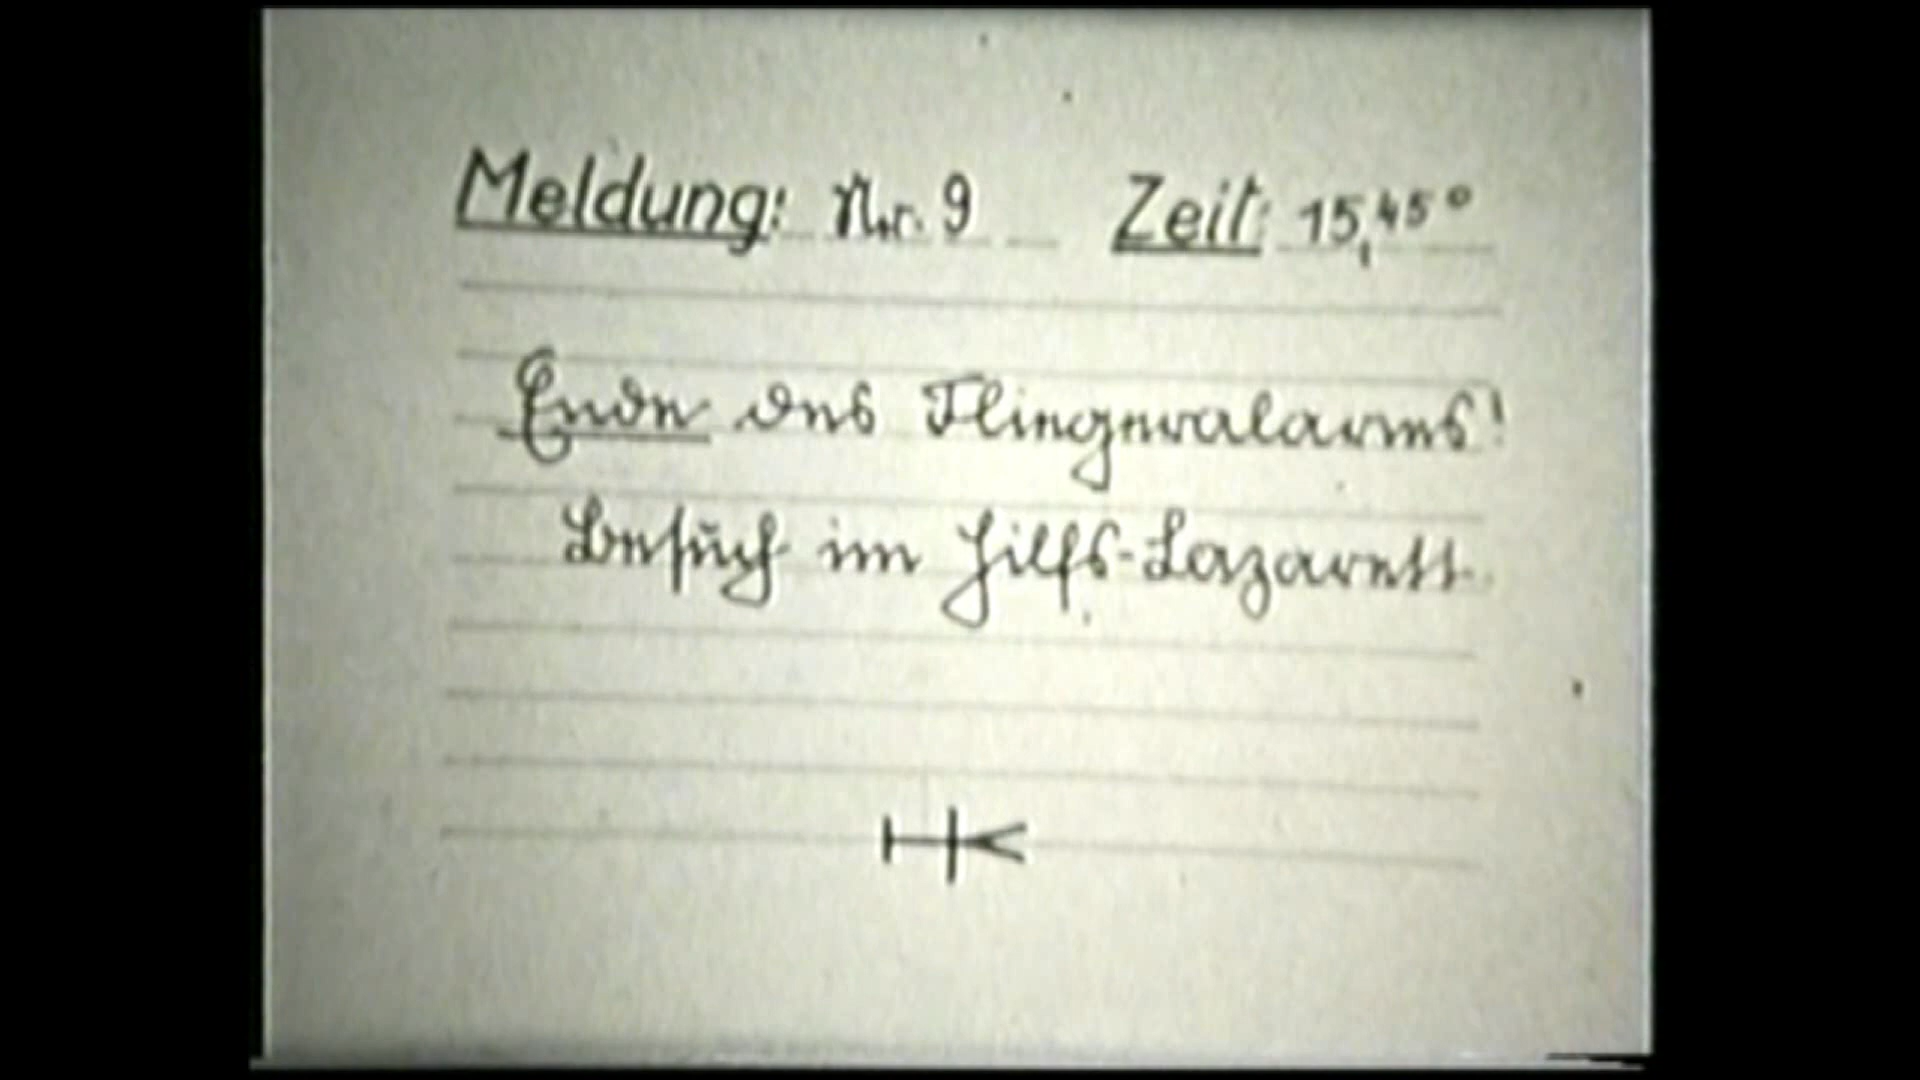 Meldung: Nr. 9 Zeit: 15,45°
Ende des Fliegeralarms!
Besuch im Hilfs-Lazarett.